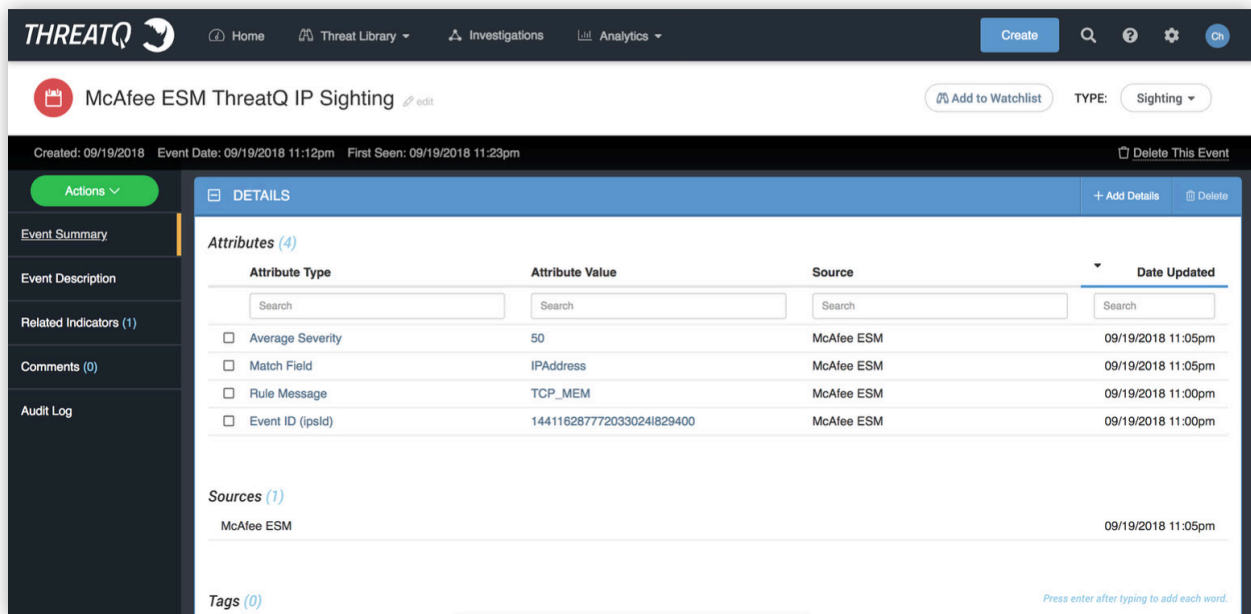 THREATQ Home Threat Library Investigations Analytics Create Ch
McAfee ESM ThreatQ IP Sighting edit Add to Watchlist TYPE: Sighting
Created: 09/19/2018 Event Date: 09/19/2018 11:12pm First Seen: 09/19/2018 11:23pm Delete This Event
Actions
Event Summary
Event Description
Related Indicators (1)
Comments (0)
Audit Log
DETAILS + Add Details Delete
Attributes (4)
Attribute Type Attribute Value Source Date Updated
Search Search Search Search
Average Severity 50 McAfee ESM 09/19/2018 11:05pm
Match Field IPAddress McAfee ESM 09/19/2018 11:05pm
Rule Message TCP_MEM McAfee ESM 09/19/2018 11:00pm
Event ID (ipsId) 144116287772033024|829400 McAfee ESM 09/19/2018 11:00pm
Sources (1)
McAfee ESM 09/19/2018 11:05pm
Tags (0) Press enter after typing to add each word.